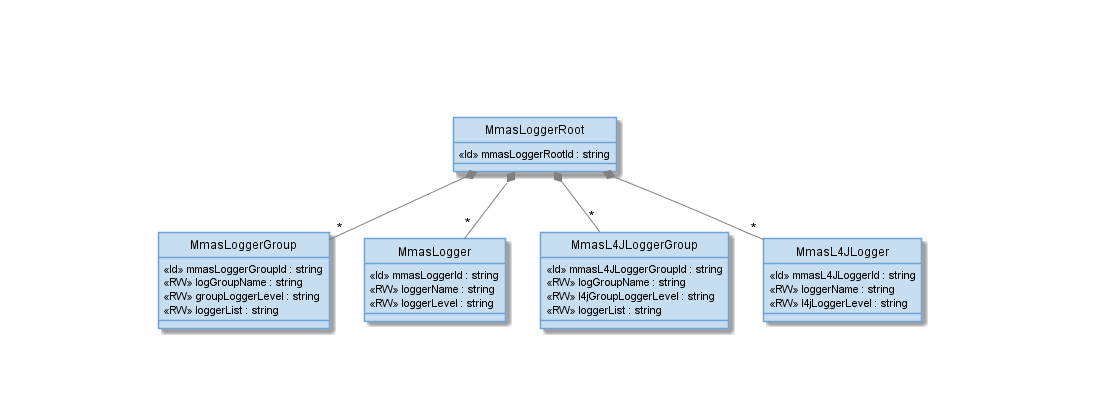 MmasLoggerRoot
«Id» mmasLoggerRootId : string
*
*
*
*
MmasLoggerGroup
«Id» mmasLoggerGroupId : string
«RW» logGroupName : string
«RW» groupLoggerLevel : string
«RW» loggerList : string
MmasLogger
«Id» mmasLoggerId : string
«RW» loggerName : string
«RW» loggerLevel : string
MmasL4JLoggerGroup
«Id» mmasL4JLoggerGroupId : string
«RW» logGroupName : string
«RW» l4jGroupLoggerLevel : string
«RW» loggerList : string
MmasL4JLogger
«Id» mmasL4JLoggerId : string
«RW» loggerName : string
«RW» l4jLoggerLevel : string